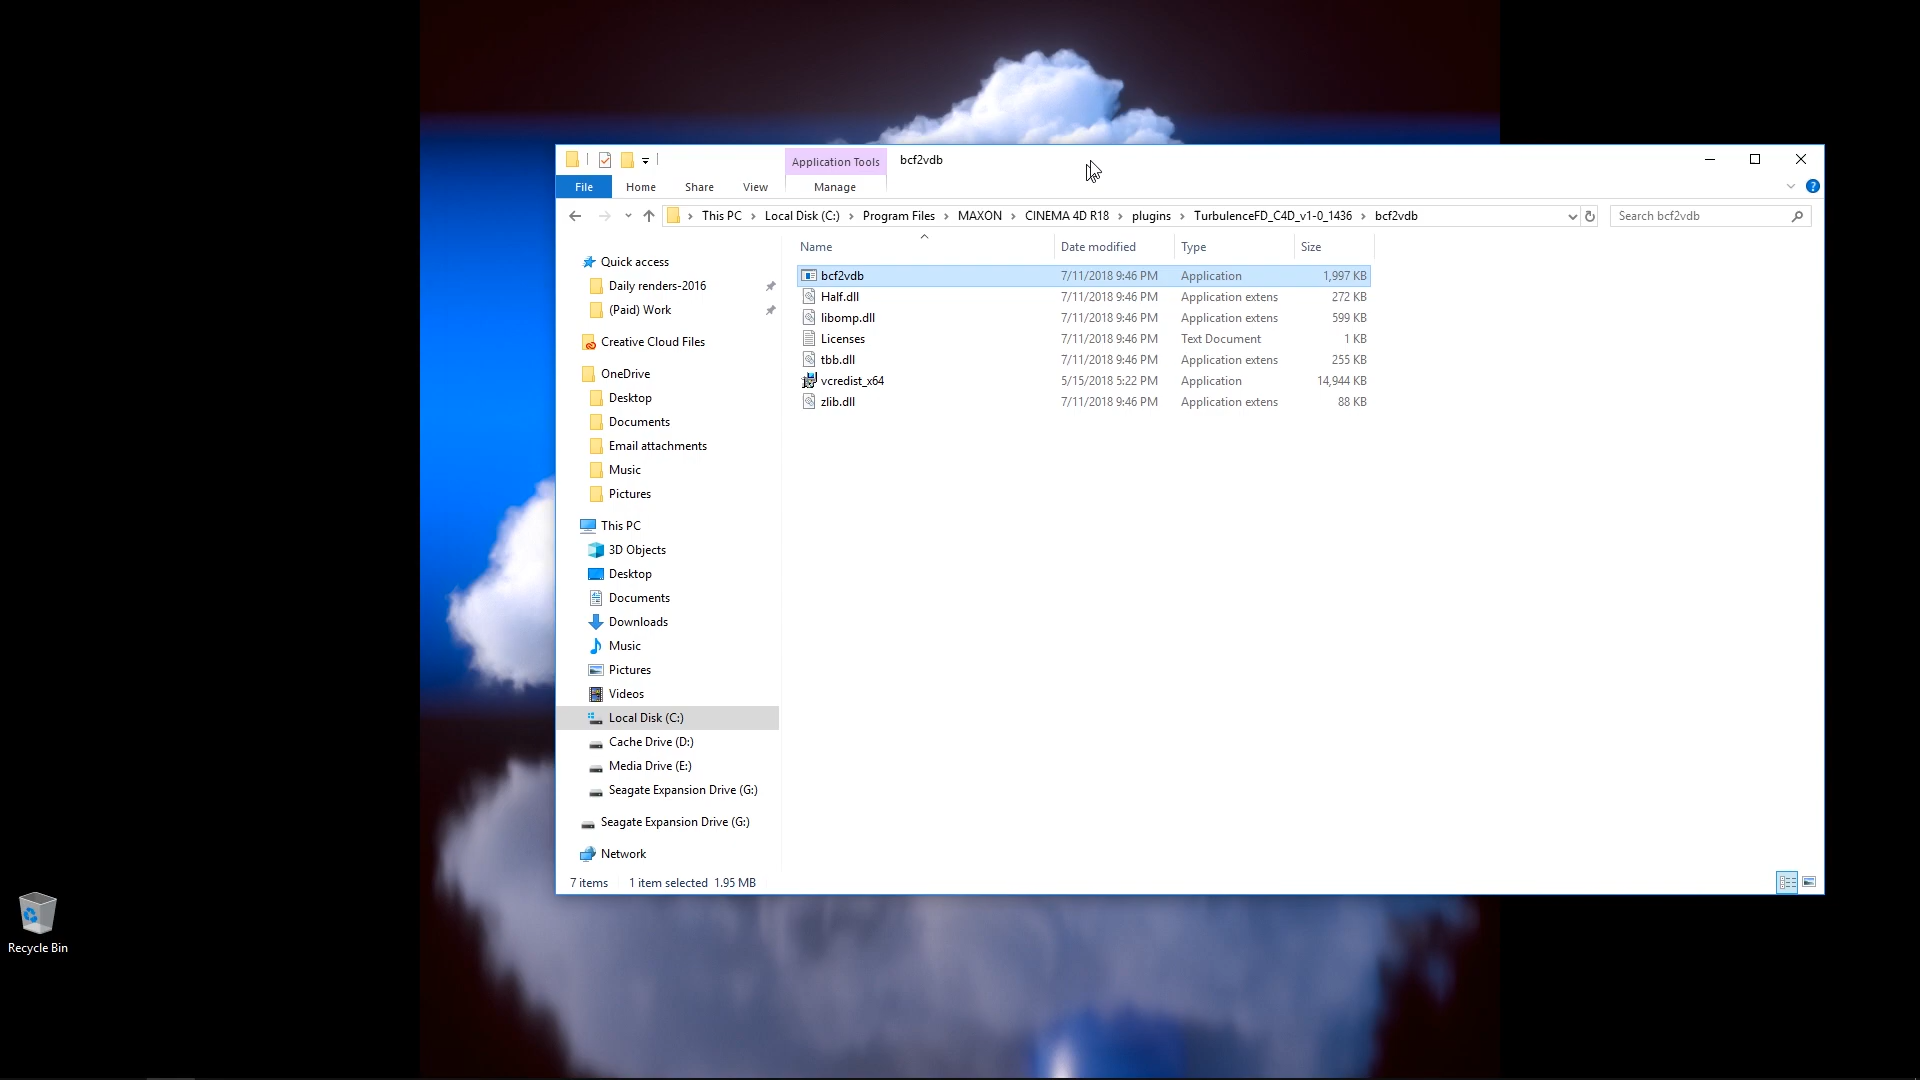 Application Tools
bcf2vdb
File
Home
Share
View
Manage
This PC
Local Disk (C:)
Program Files
MAXON
CINEMA 4D R18
plugins
TurbulenceFD_C4D_v1-0_1436
bcf2vdb
Search bcf2vdb
Name
Date modified
Type
Size
Quick access
Daily renders-2016
(Paid) Work
Creative Cloud Files
OneDrive
Desktop
Documents
Email attachments
Music
Pictures
This PC
3D Objects
Desktop
Documents
Downloads
Music
Pictures
Videos
Local Disk (C:)
Cache Drive (D:)
Media Drive (E:)
Seagate Expansion Drive (G:)
Seagate Expansion Drive (G:)
Network
bcf2vdb 7/11/2018 9:46 PM Application 1,997 KB
Half.dll 7/11/2018 9:46 PM Application extens 272 KB
libomp.dll 7/11/2018 9:46 PM Application extens 599 KB
Licenses 7/11/2018 9:46 PM Text Document 1 KB
tbb.dll 7/11/2018 9:46 PM Application extens 255 KB
vcredist_x64 5/15/2018 5:22 PM Application 14,944 KB
zlib.dll 7/11/2018 9:46 PM Application extens 88 KB
7 items 1 item selected 1.95 MB
Recycle Bin